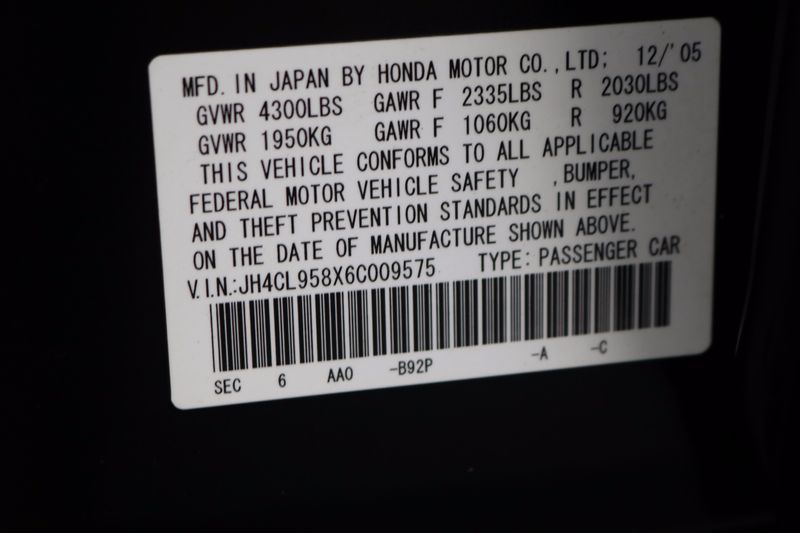 MFD. IN JAPAN BY HONDA MOTOR CO., LTD; 12/'05
GVWR 4300LBS GAWR F 2335LBS R 2030LBS
GVWR 1950KG GAWR F 1060KG R 920KG
THIS VEHICLE CONFORMS TO ALL APPLICABLE
FEDERAL MOTOR VEHICLE SAFETY , BUMPER,
AND THEFT PREVENTION STANDARDS IN EFFECT
ON THE DATE OF MANUFACTURE SHOWN ABOVE.
V.I.N.:JH4CL958X6C009575 TYPE: PASSENGER CAR
SEC 6 AAO -B92P -A -C